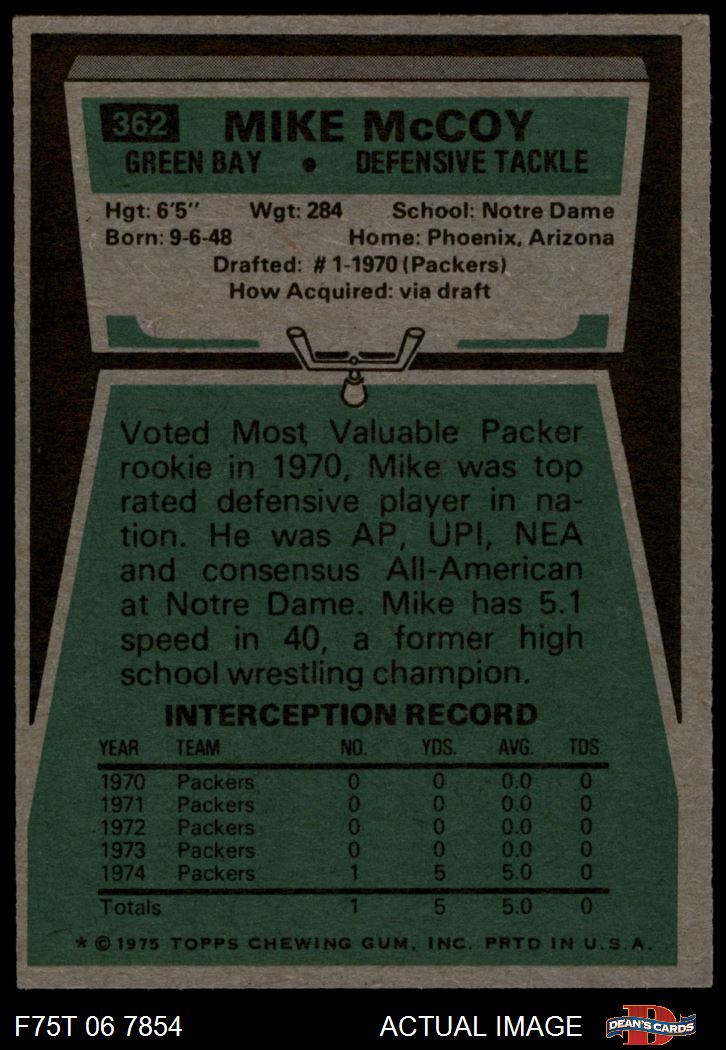 362 MIKE McCOY
GREEN BAY • DEFENSIVE TACKLE
Hgt: 6'5" Wgt: 284 School: Notre Dame
Born: 9-6-48 Home: Phoenix, Arizona
Drafted: #1-1970 (Packers)
How Acquired: via draft
Voted Most Valuable Packer
rookie in 1970, Mike was top
rated defensive player in na-
tion. He was AP, UPI, NEA
and consensus All-American
at Notre Dame. Mike has 5.1
speed in 40, a former high
school wrestling champion.
INTERCEPTION RECORD
YEAR TEAM NO. YDS. AVG. TDS
1970 Packers 0 0 0.0 0
1971 Packers 0 0 0.0 0
1972 Packers 0 0 0.0 0
1973 Packers 0 0 0.0 0
1974 Packers 1 5 5.0 0
Totals 1 5 5.0 0
* © 1975 TOPPS CHEWING GUM, INC. PRTD IN U.S.A.
F75T 06 7854 ACTUAL IMAGE D DEAN'S CARDS